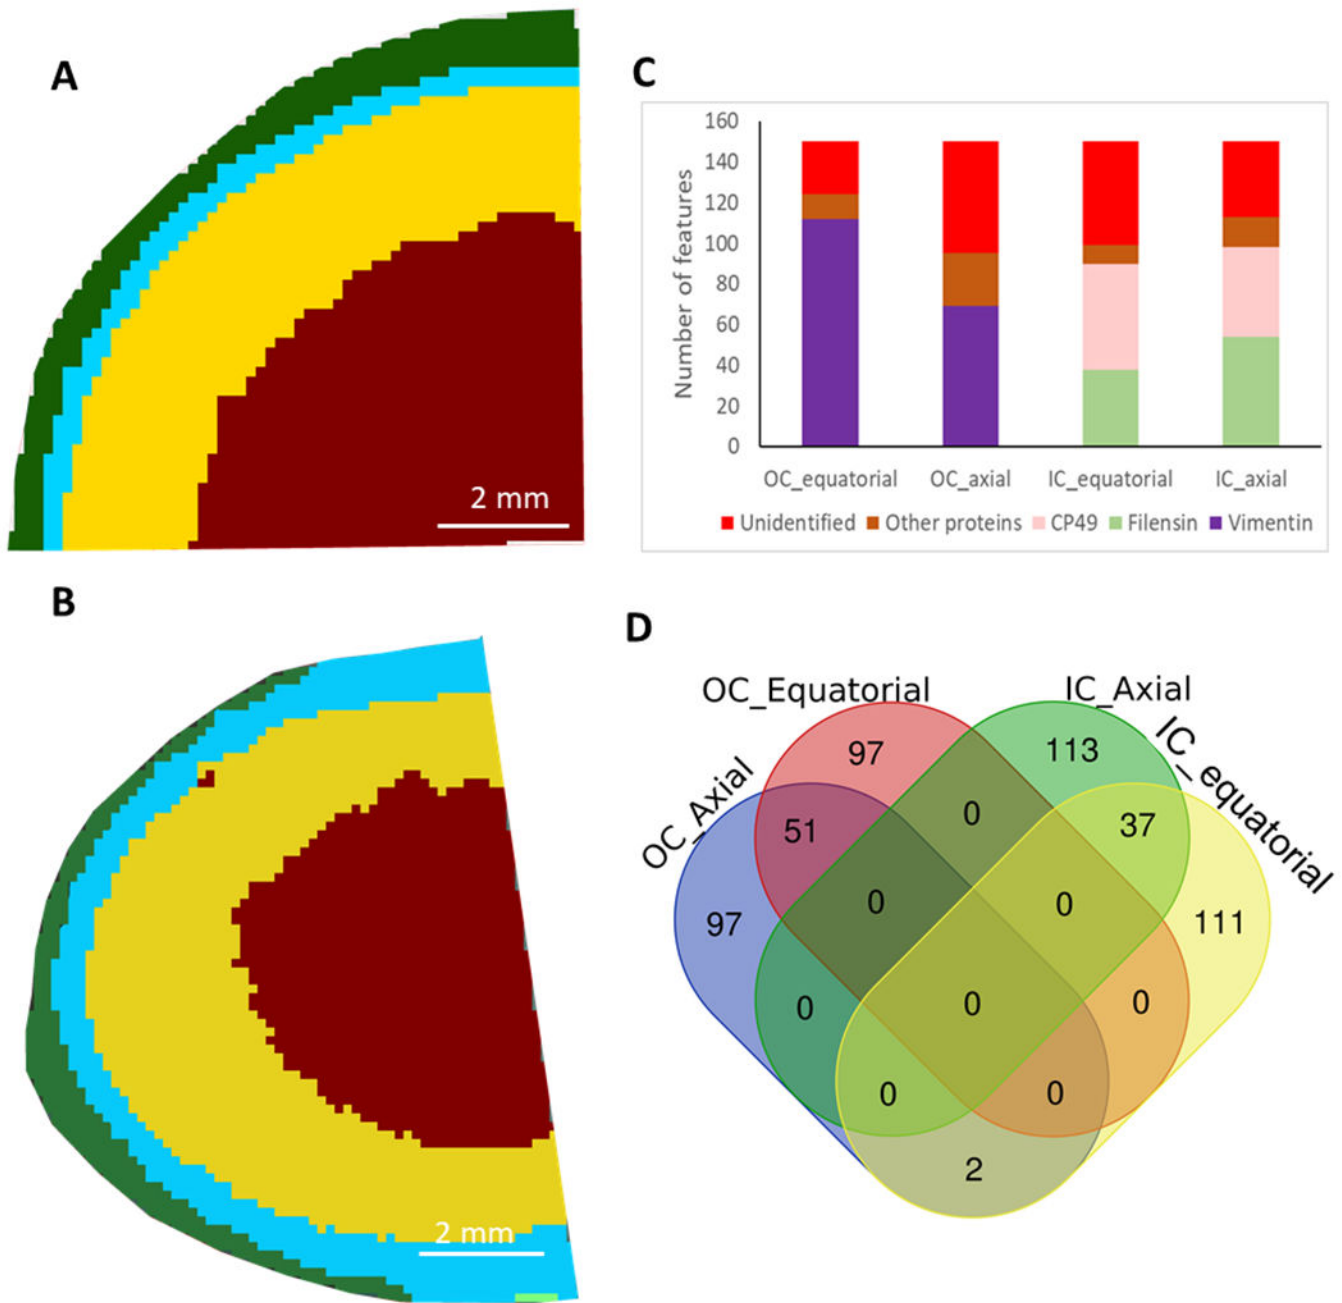 A
2 mm
B
2 mm
C
Number of features
160
140
120
100
80
60
40
20
0
OC_equatorial OC_axial IC_equatorial IC_axial
Unidentified Other proteins CP49 Filensin Vimentin
D
OC_Equatorial IC_Axial
OC_Axial IC_equatorial
97 113
0
51 37
0 0
97 111
0 0 0
0 0
2